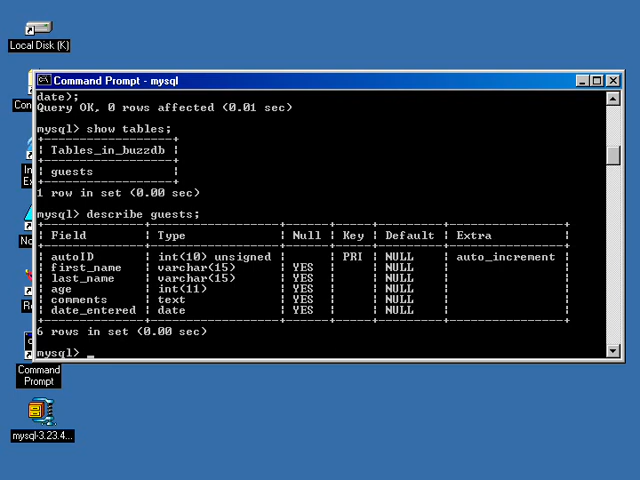 Local Disk (K)
Command Prompt - mysql
date);
Query OK, 0 rows affected (0.01 sec)
mysql> show tables;
Tables_in_buzzdb
guests
1 row in set (0.00 sec)
mysql> describe guests;
Field Type Null Key Default Extra
autoID int(10) unsigned PRI NULL auto_increment
first_name varchar(15) YES NULL
last_name varchar(15) YES NULL
age int(11) YES NULL
comments text YES NULL
date_entered date YES NULL
6 rows in set (0.00 sec)
mysql> _
Command
Prompt
mysql-3.23.4...